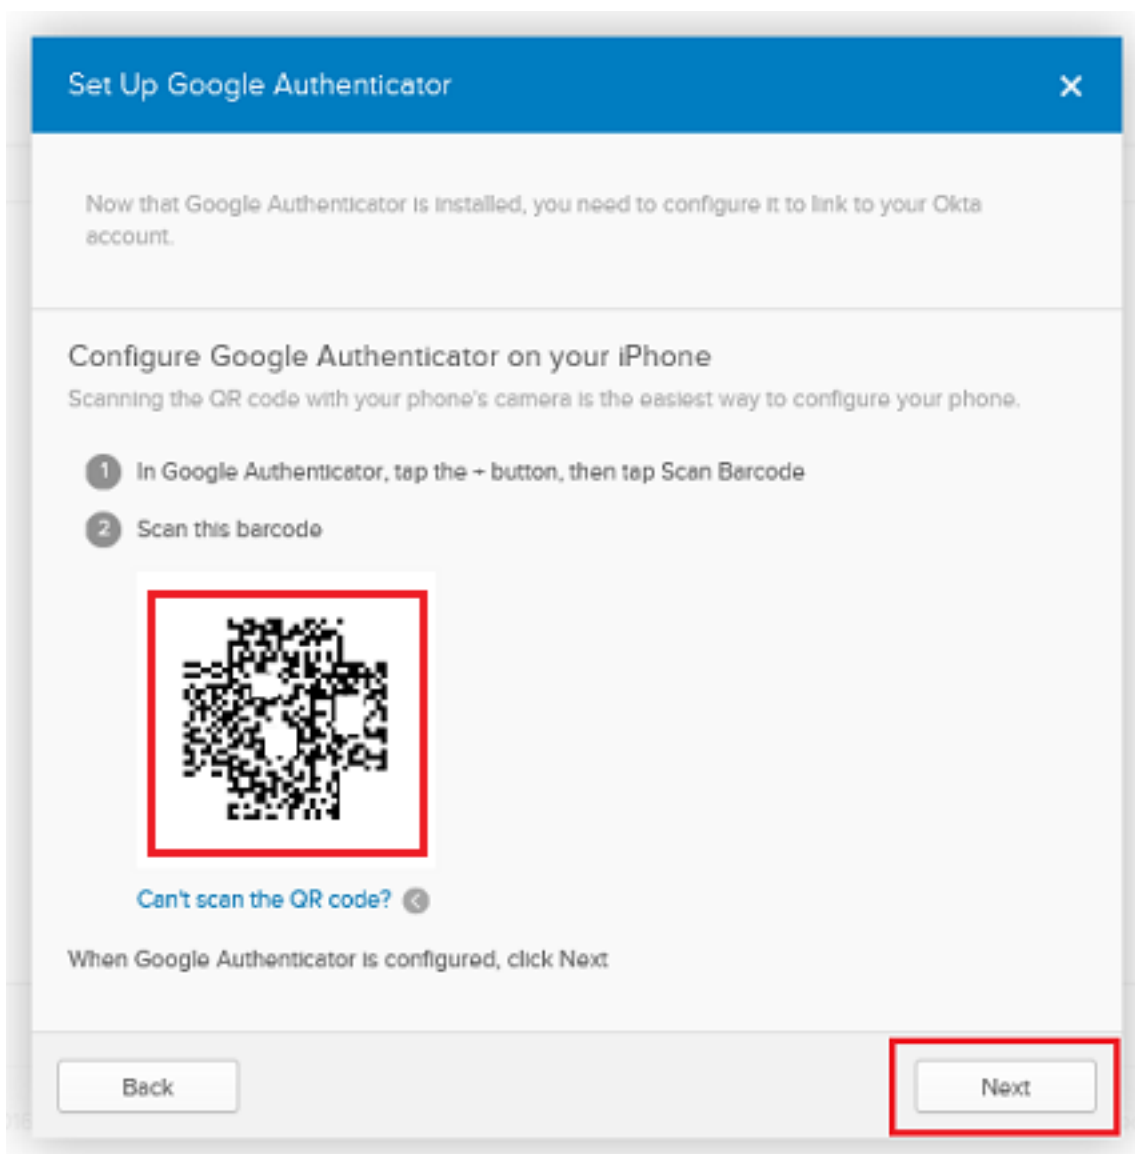 Set Up Google Authenticator
Now that Google Authenticator is installed, you need to configure it to link to your Okta
account.
Configure Google Authenticator on your iPhone
Scanning the QR code with your phone's camera is the easiest way to configure your phone.
1 In Google Authenticator, tap the + button, then tap Scan Barcode
2 Scan this barcode
Can't scan the QR code?
When Google Authenticator is configured, click Next
Back
Next